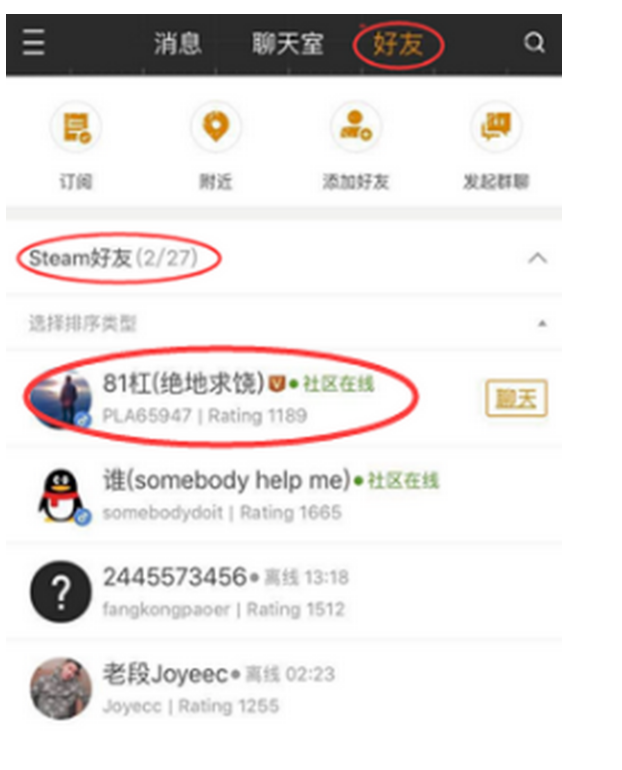 消息 聊天室 好友
订阅 附近 添加好友 发起群聊
Steam好友(2/27)
选择排序类型
81杠(绝地求饶) V 社区在线
PLA65947 | Rating 1189
聊天
谁(somebody help me) 社区在线
somebodydoit | Rating 1665
?
2445573456 离线 13:18
fangkongpaoer | Rating 1512
老段Joyeec 离线 02:23
Joyecc | Rating 1255